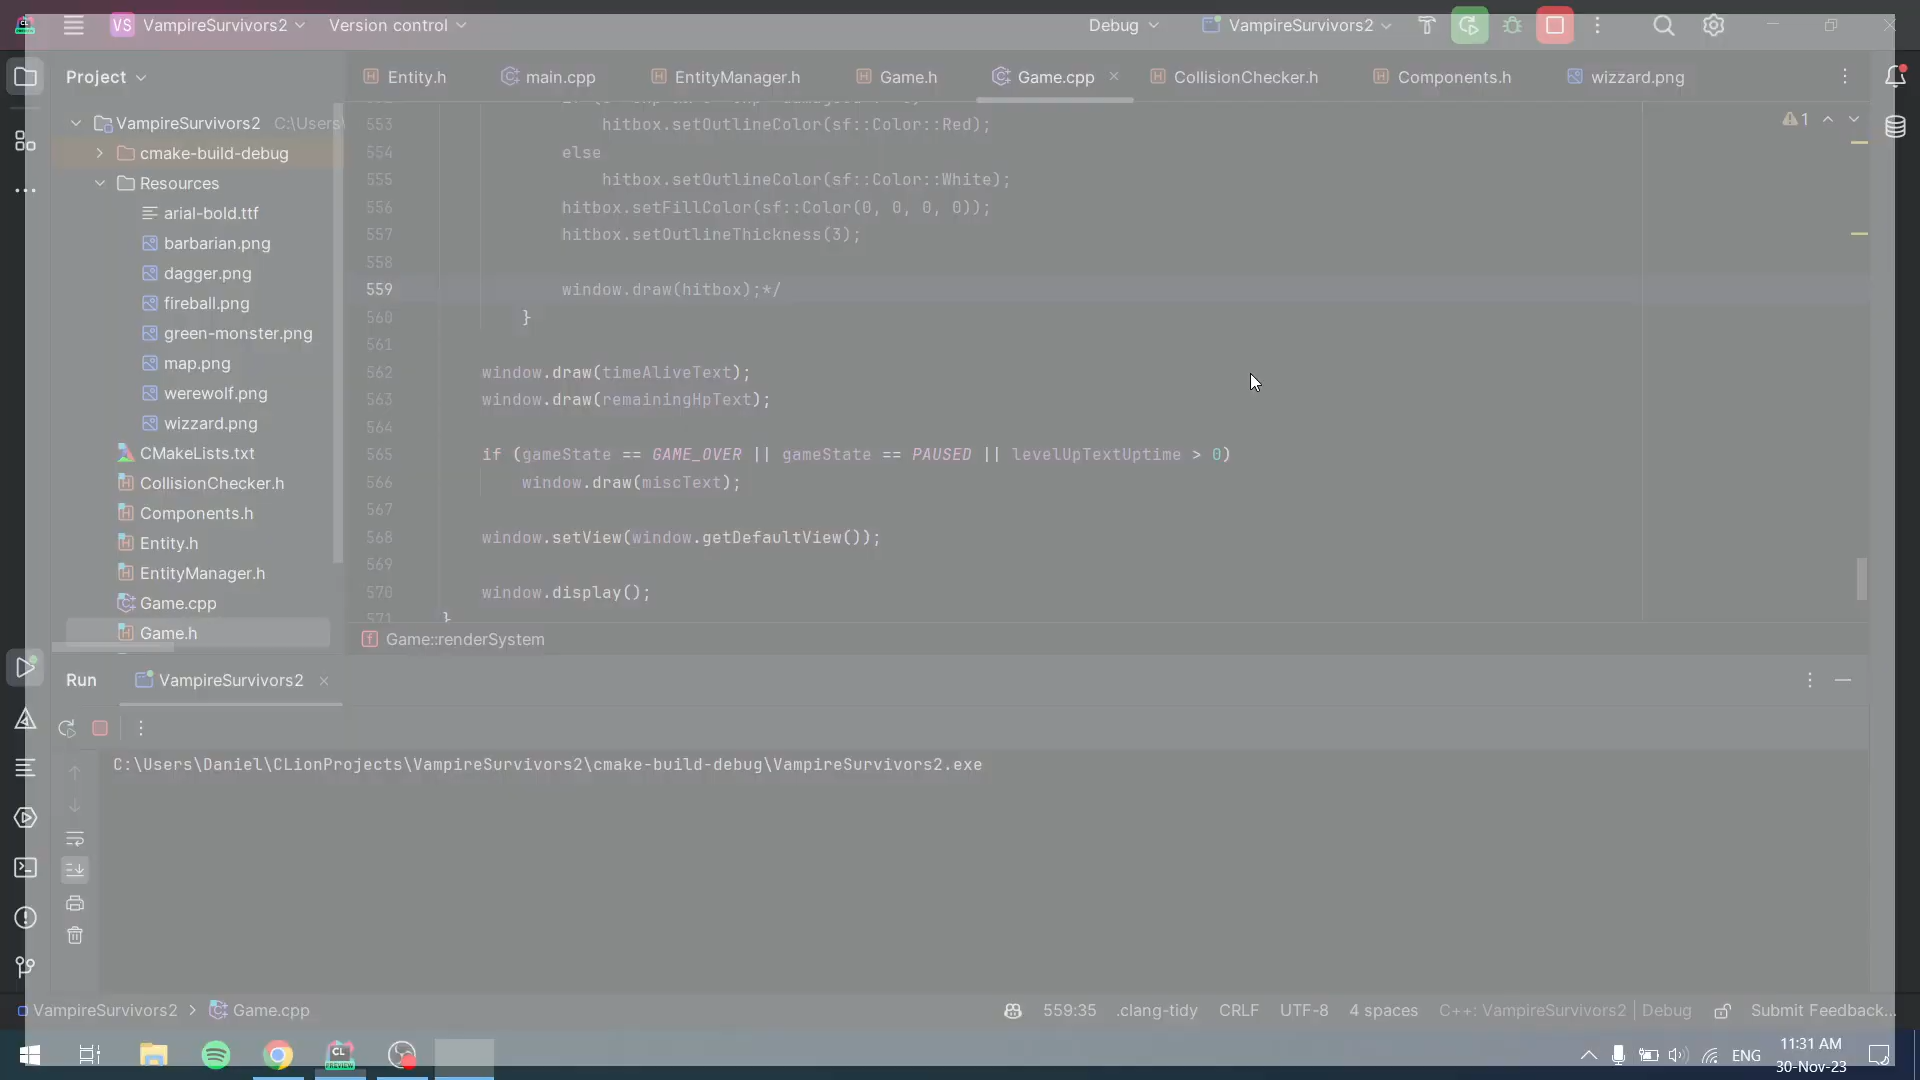 VS VampireSurvivors2 Version control Debug VampireSurvivors2
Project
Entity.h main.cpp EntityManager.h Game.h Game.cpp CollisionChecker.h Components.h wizzard.png
VampireSurvivors2 C:\Users\
cmake-build-debug
Resources
arial-bold.ttf
barbarian.png
dagger.png
fireball.png
green-monster.png
map.png
werewolf.png
wizzard.png
CMakeLists.txt
CollisionChecker.h
Components.h
Entity.h
EntityManager.h
Game.cpp
Game.h
1
553 hitbox.setOutlineColor(sf::Color::Red);
554 else
555 hitbox.setOutlineColor(sf::Color::White);
556 hitbox.setFillColor(sf::Color(0, 0, 0, 0));
557 hitbox.setOutlineThickness(3);
558
559 window.draw(hitbox);*/
560 }
561
562 window.draw(timeAliveText);
563 window.draw(remainingHpText);
564
565 if (gameState == GAME_OVER || gameState == PAUSED || levelUpTextUptime > 0)
566 window.draw(miscText);
567
568 window.setView(window.getDefaultView());
569
570 window.display();
571 }
Game::renderSystem
Run VampireSurvivors2
C:\Users\Daniel\CLionProjects\VampireSurvivors2\cmake-build-debug\VampireSurvivors2.exe
VampireSurvivors2 > Game.cpp 559:35 .clang-tidy CRLF UTF-8 4 spaces C++: VampireSurvivors2 | Debug Submit Feedback...
CL
PREVIEW
ENG
11:31 AM
30-Nov-23